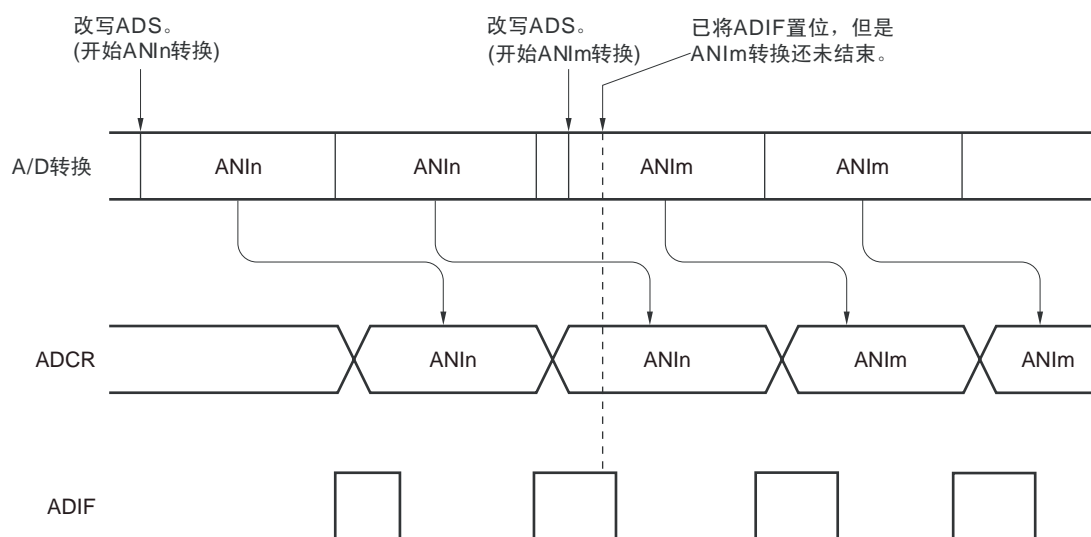 改写ADS。
(开始ANIn转换)
改写ADS。
(开始ANIm转换)
已将ADIF置位，但是
ANIm转换还未结束。
A/D转换
ANIn
ANIn
ANIm
ANIm
ADCR
ANIn
ANIn
ANIm
ANIm
ADIF